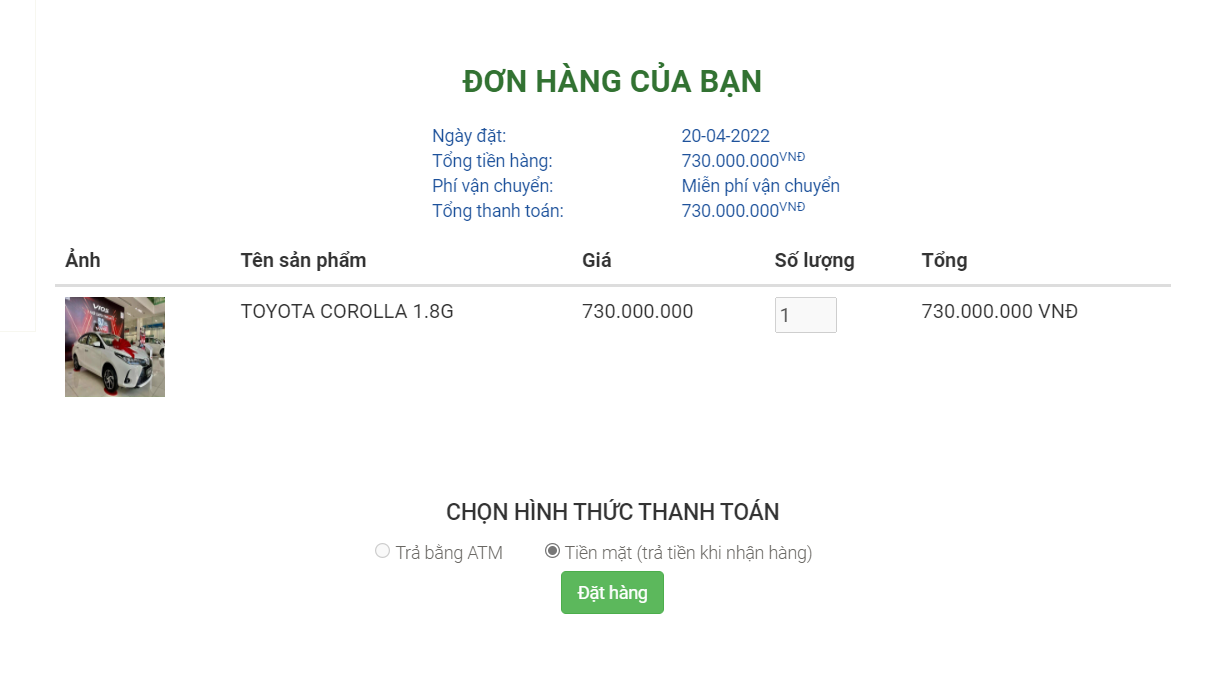 ĐƠN HÀNG CỦA BẠN
Ngày đặt: 20-04-2022
Tổng tiền hàng: 730.000.000VNĐ
Phí vận chuyển: Miễn phí vận chuyển
Tổng thanh toán: 730.000.000VNĐ
Ảnh Tên sản phẩm Giá Số lượng Tổng
VIOS
TOYOTA COROLLA 1.8G 730.000.000 1 730.000.000 VNĐ
CHỌN HÌNH THỨC THANH TOÁN
Trả bằng ATM Tiền mặt (trả tiền khi nhận hàng)
Đặt hàng